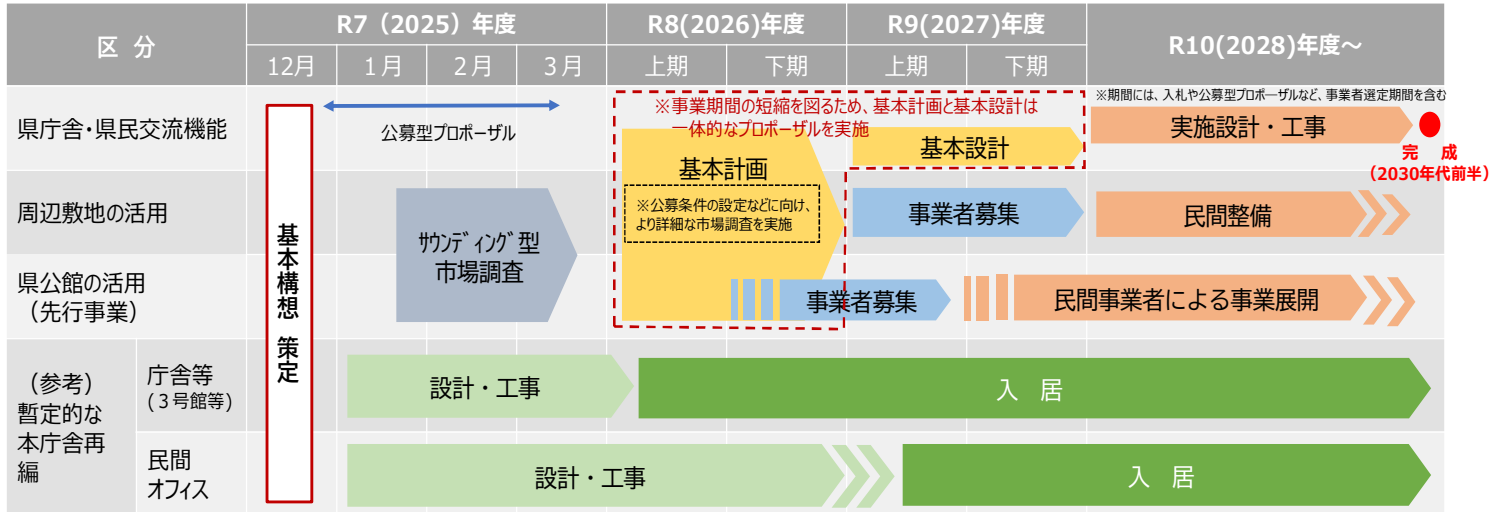 区 分
R7（2025）年度
R8(2026)年度
R9(2027)年度
R10(2028)年度～
12月
１月
２月
３月
上期
下期
上期
下期
県庁舎・県民交流機能
周辺敷地の活用
県公館の活用
（先行事業）
（参考）
暫定的な
本庁舎再
編
庁舎等
(３号館等)
民間
オフィス
基本構想 策定
公募型プロポーザル
ｻｳﾝﾃﾞｨﾝｸﾞ型
市場調査
※事業期間の短縮を図るため、基本計画と基本設計は
一体的なプロポーザルを実施
基本計画
※公募条件の設定などに向け、
より詳細な市場調査を実施
基本設計
※期間には、入札や公募型プロポーザルなど、事業者選定期間を含む
実施設計・工事
完 成
（2030年代前半）
事業者募集
民間整備
事業者募集
民間事業者による事業展開
設計・工事
入 居
設計・工事
入 居